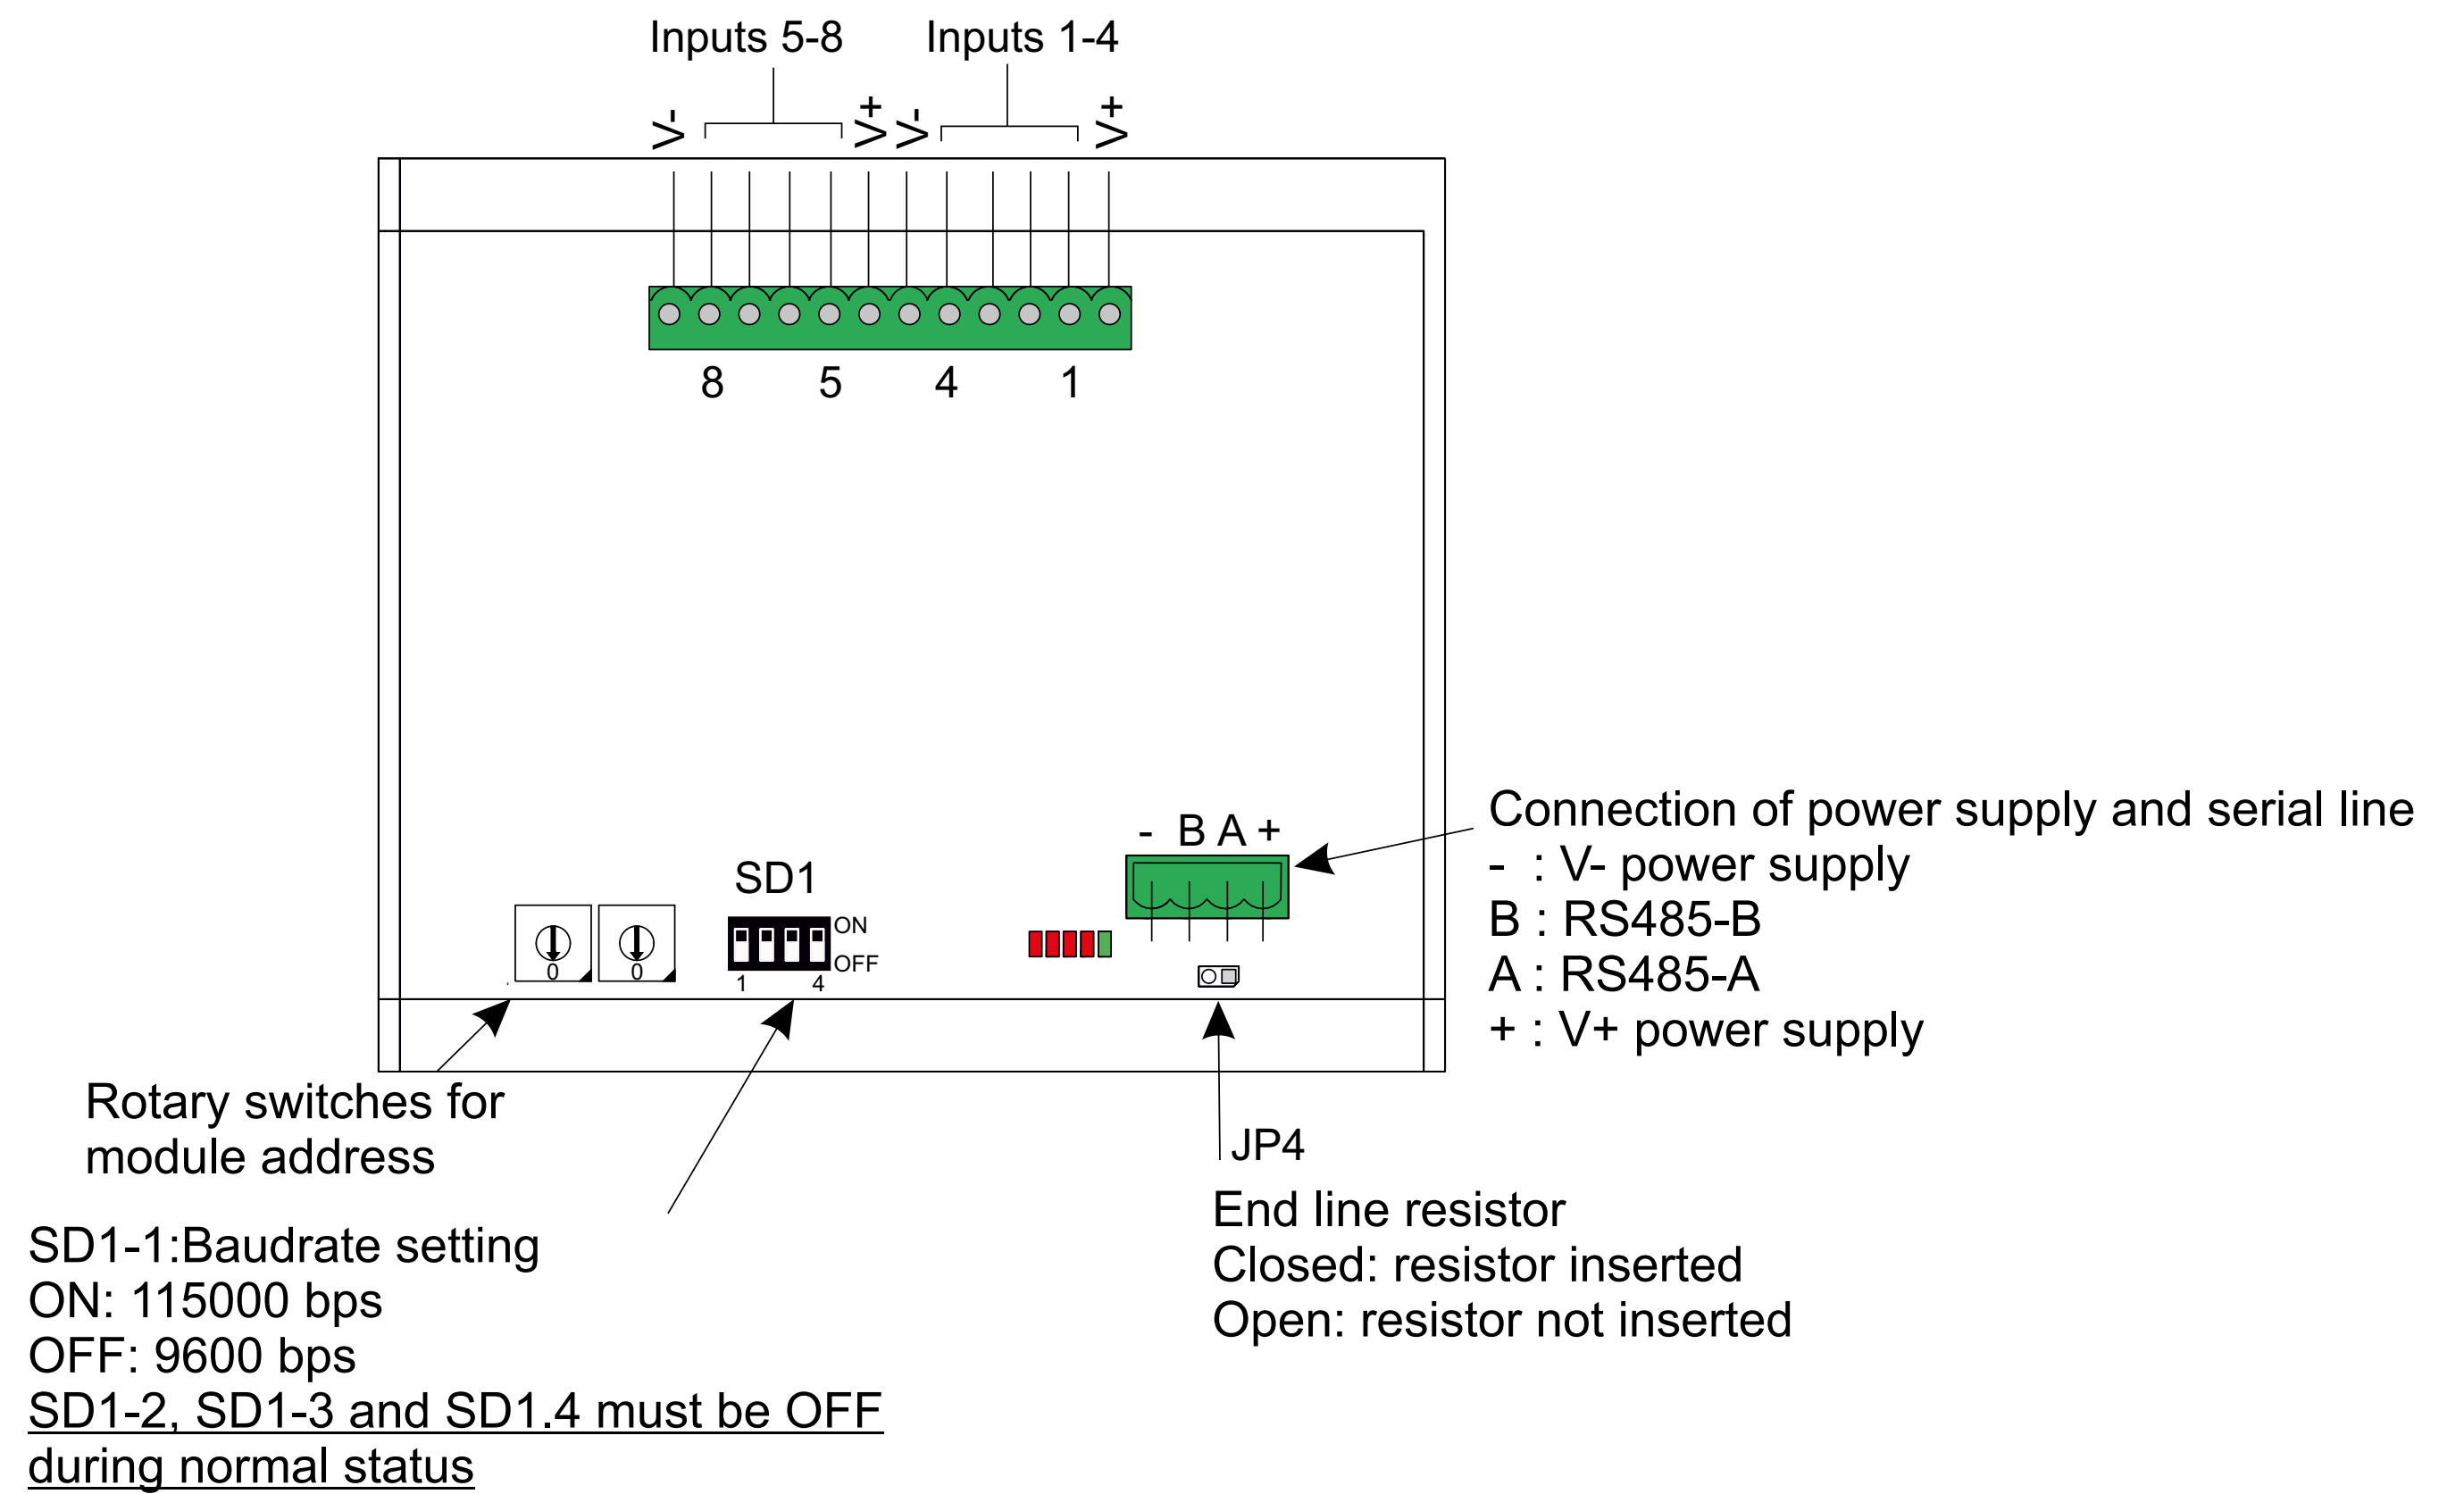 Inputs 5-8
Inputs 1-4
V- V+ V- V+
8 5 4 1
- B A +
Connection of power supply and serial line
- : V- power supply
B : RS485-B
A : RS485-A
+ : V+ power supply
SD1
ON
OFF
0 0
1 4
Rotary switches for
module address
JP4
End line resistor
Closed: resistor inserted
Open: resistor not inserted
SD1-1:Baudrate setting
ON: 115000 bps
OFF: 9600 bps
SD1-2, SD1-3 and SD1.4 must be OFF
during normal status